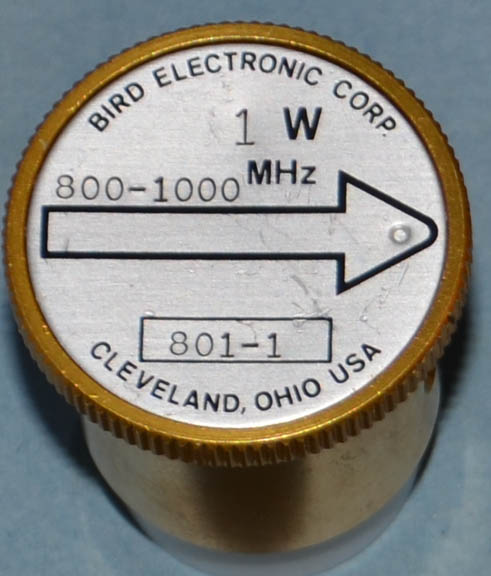 BIRD ELECTRONIC CORP.
1 W
800-1000 MHz
801-1
CLEVELAND, OHIO USA